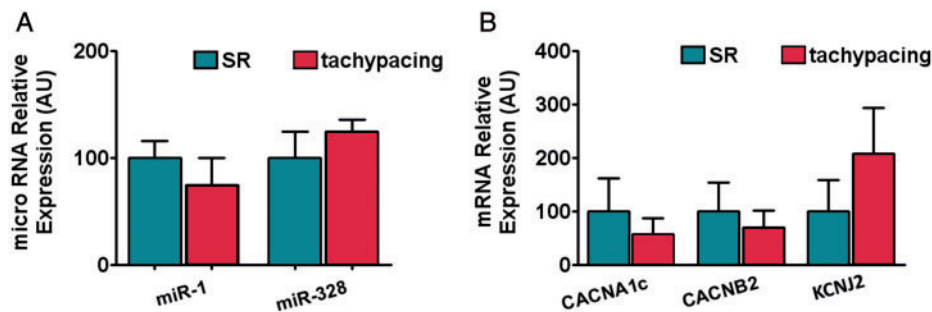 A
micro RNA Relative
Expression (AU)
200
100
0
SR
tachypacing
miR-1
miR-328
B
mRNA Relative
Expression (AU)
400
300
200
100
0
SR
tachypacing
CACNA1c
CACNB2
KCNJ2